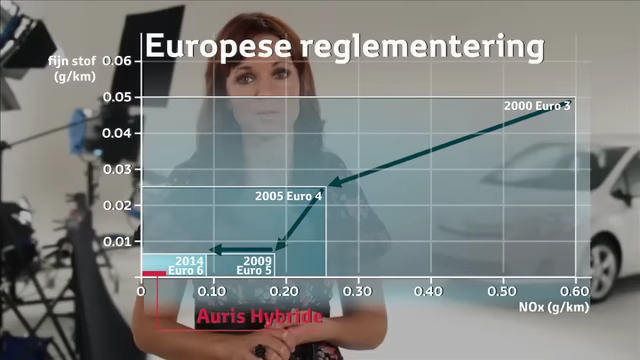 Europese reglementering
fijn stof
(g/km)
0.06
0.05
2000 Euro 3
0.04
0.03
2005 Euro 4
0.02
0.01
2014
Euro 6
2009
Euro 5
0 0.10 0.20 0.30 0.40 0.50 0.60
NOx (g/km)
Auris Hybride